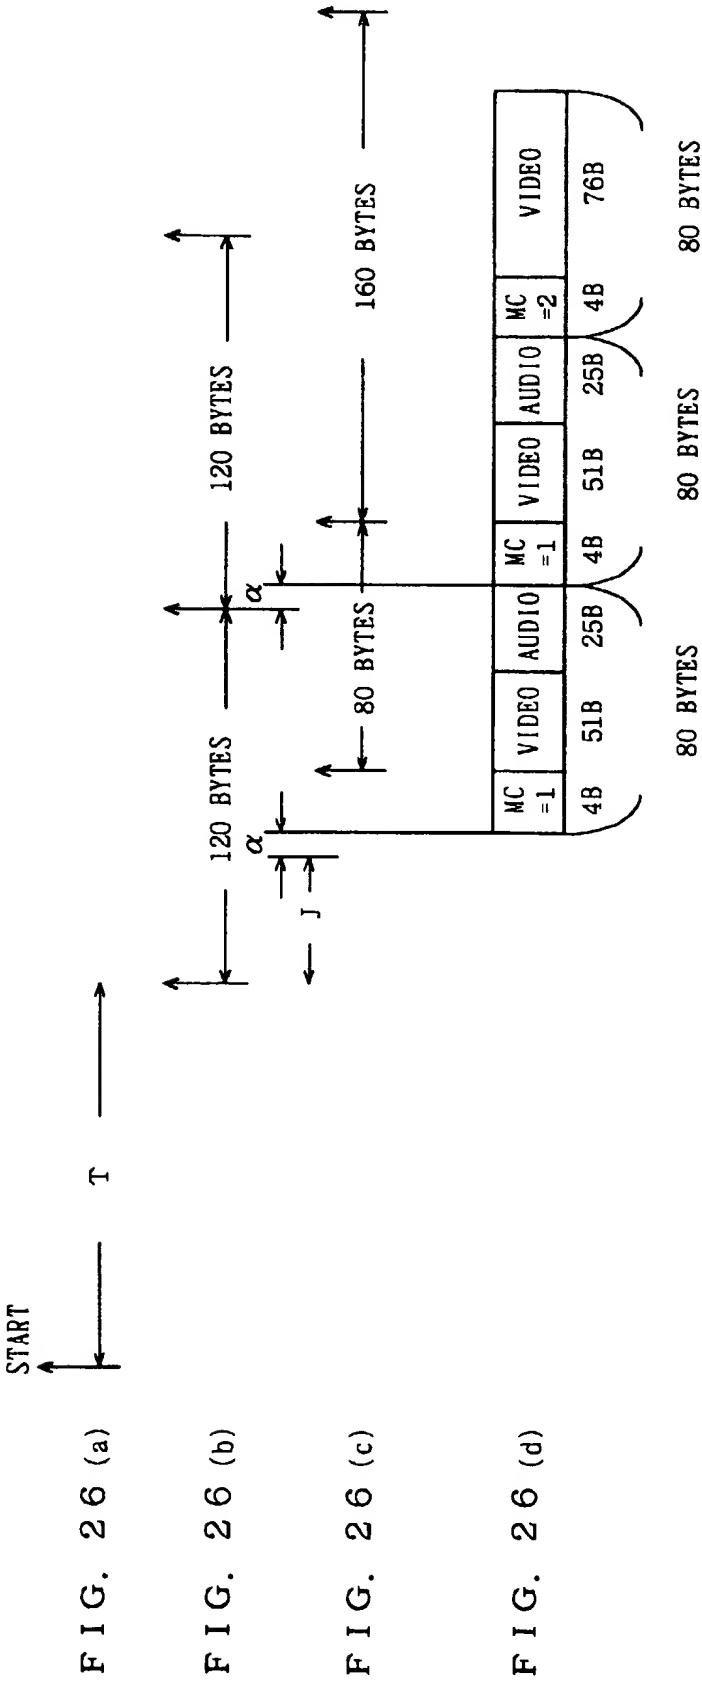 START
FIG. 26 (a)
T
FIG. 26 (b)
120 BYTES
120 BYTES
J
α
α
FIG. 26 (c)
80 BYTES
160 BYTES
FIG. 26 (d)
MC =1
VIDEO
AUDIO
MC =1
VIDEO
AUDIO
MC =2
VIDEO
4B
51B
25B
4B
51B
25B
4B
76B
80 BYTES
80 BYTES
80 BYTES